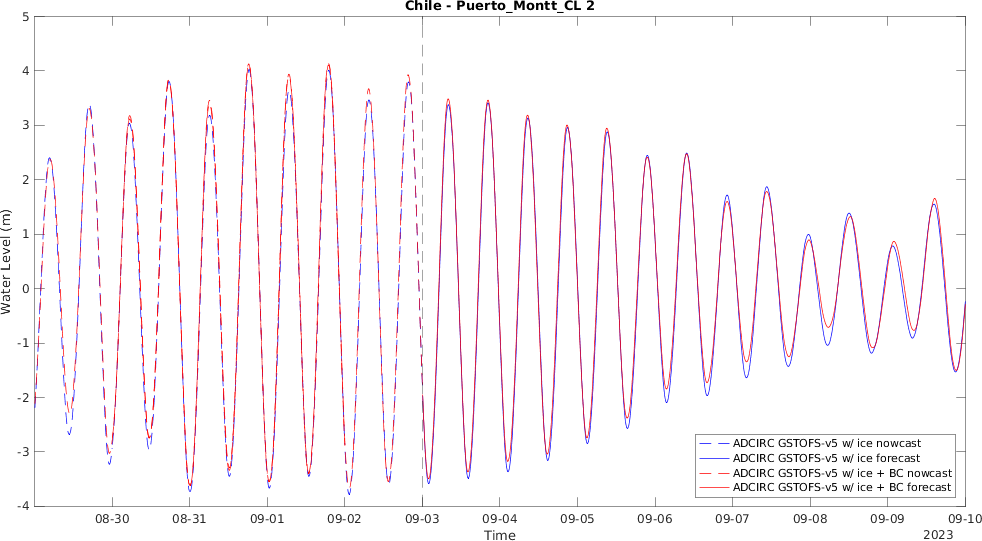 Chile - Puerto_Montt_CL 2
5
4
3
2
1
0
-1
-2
-3
-4
Water Level (m)
ADCIRC GSTOFS-v5 w/ ice nowcast
ADCIRC GSTOFS-v5 w/ ice forecast
ADCIRC GSTOFS-v5 w/ ice + BC nowcast
ADCIRC GSTOFS-v5 w/ ice + BC forecast
08-30 08-31 09-01 09-02 09-03 09-04 09-05 09-06 09-07 09-08 09-09 09-10
Time
2023